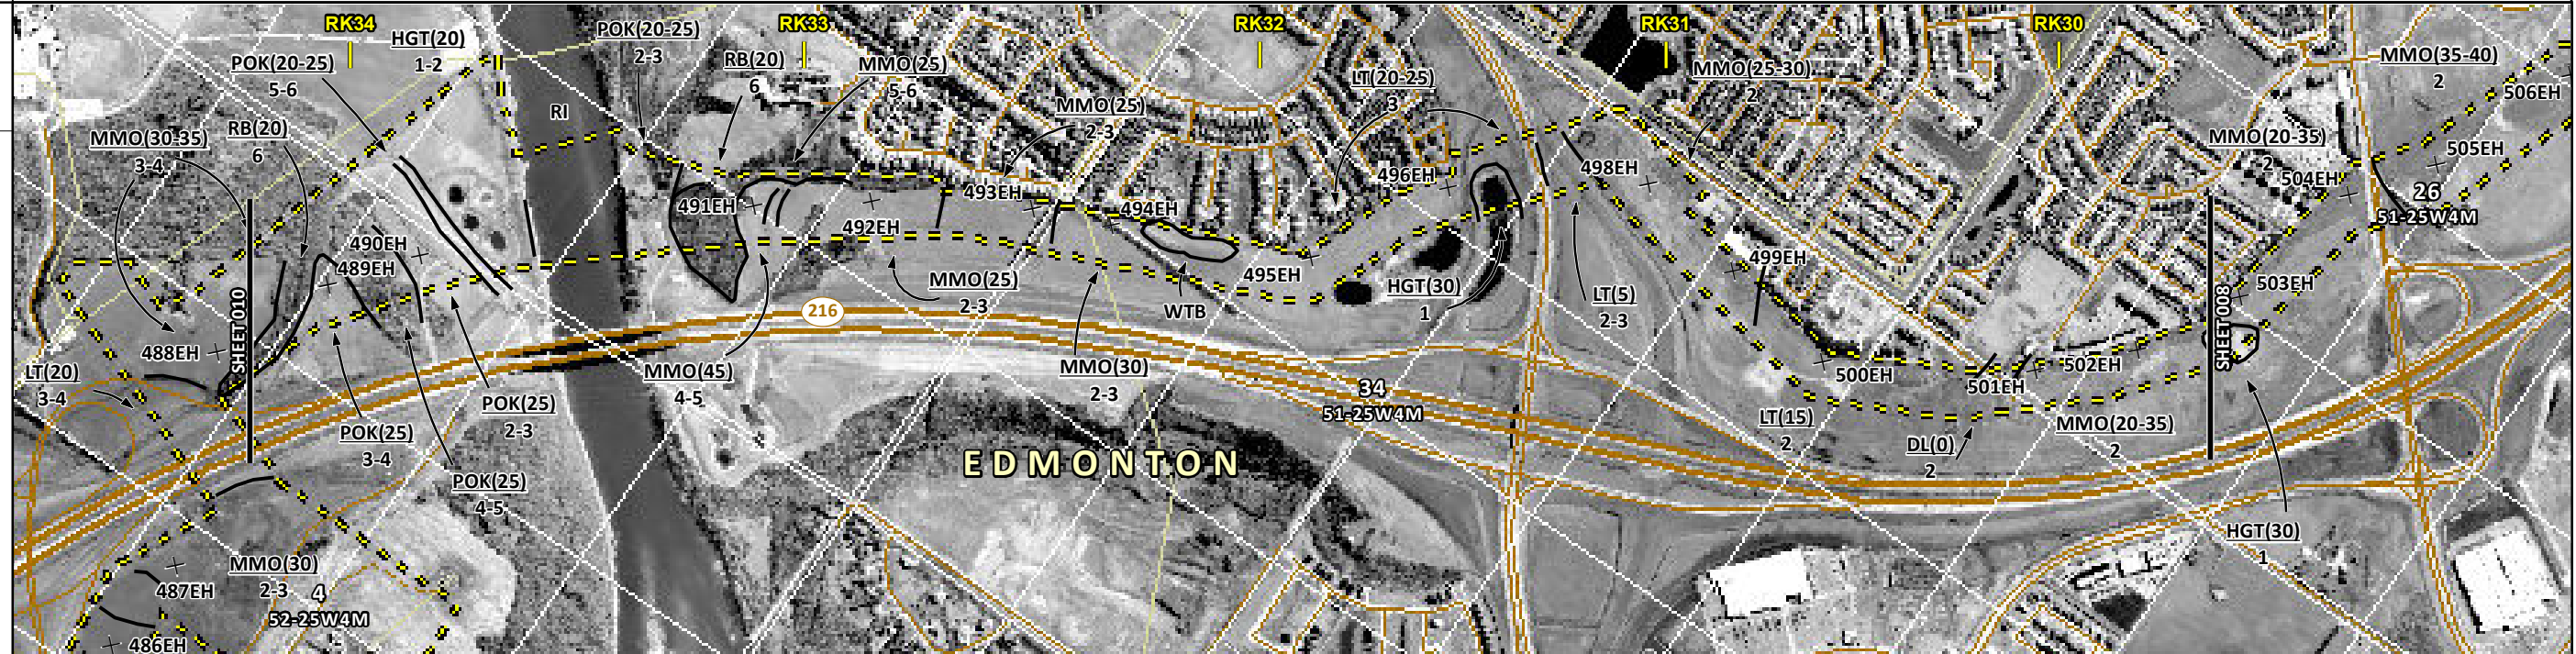 RK34
RK33
RK32
RK31
RK30
HGT(20)
1-2
POK(20-25)
5-6
POK(20-25)
2-3
RB(20)
6
MMO(25)
5-6
MMO(25)
2-3
LT(20-25)
3
MMO(25-30)
2
MMO(35-40)
2
506EH
MMO(30-35)
3-4
RB(20)
6
RI
MMO(20-35)
2
505EH
504EH
498EH
496EH
493EH
491EH
494EH
26
51-25W4M
490EH
489EH
492EH
495EH
499EH
503EH
MMO(25)
2-3
HGT(30)
1
LT(5)
2-3
WTB
216
SHEET 010
SHEET 008
488EH
LT(20)
3-4
MMO(45)
4-5
MMO(30)
2-3
34
51-25W4M
500EH
501EH
502EH
POK(25)
2-3
POK(25)
3-4
POK(25)
4-5
LT(15)
2
DL(0)
2
MMO(20-35)
2
EDMONTON
HGT(30)
1
MMO(30)
2-3
487EH
4
52-25W4M
486EH